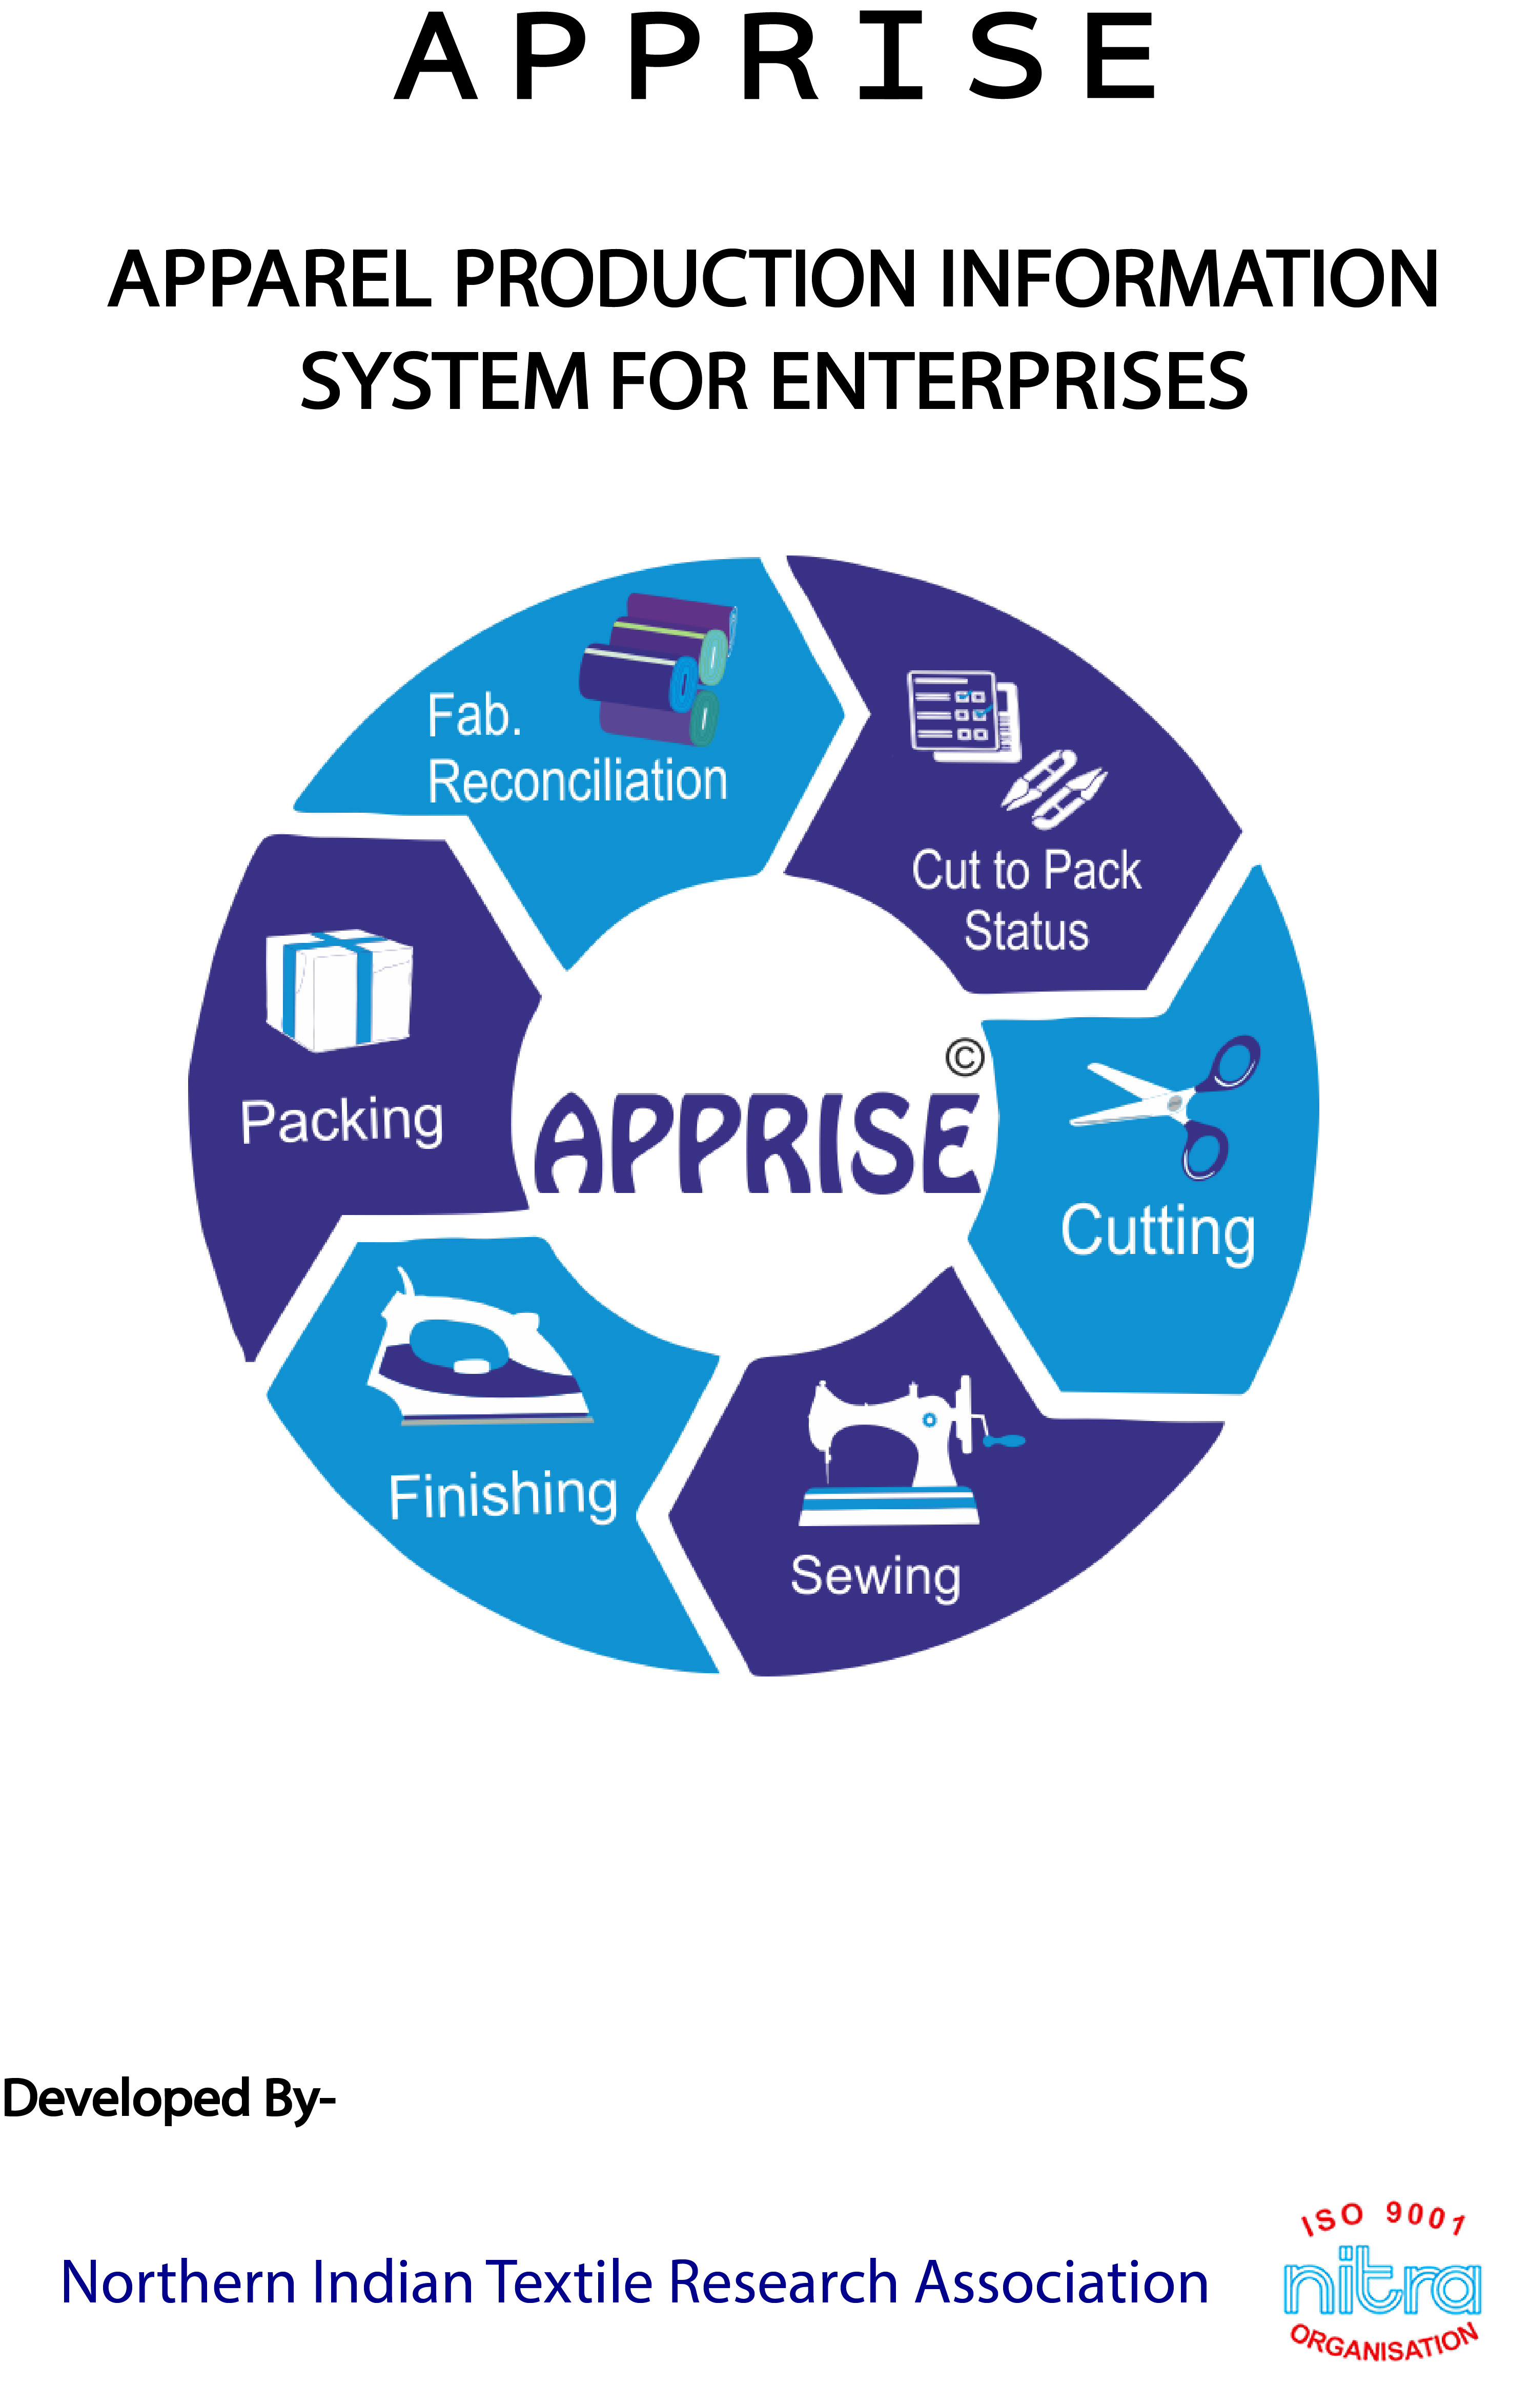 APPRISE
APPAREL PRODUCTION INFORMATION
SYSTEM FOR ENTERPRISES
Fab.
Reconciliation
Cut to Pack
Status
Packing
©
APPRISE
Cutting
Finishing
Sewing
Developed By-
ISO 9001
Northern Indian Textile Research Association
nitra
ORGANISATION